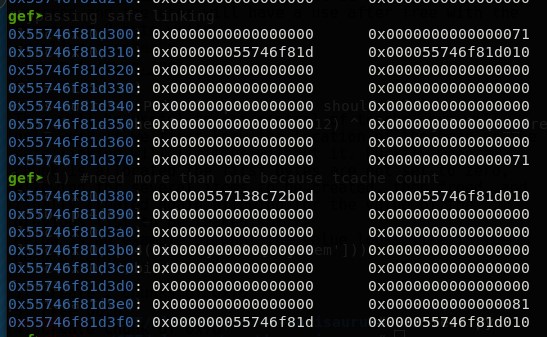 gef➤ passing safe linking
0x55746f81d300: 0x0000000000000000 0x0000000000000071
0x55746f81d310: 0x000000055746f81d 0x000055746f81d010
0x55746f81d320: 0x0000000000000000 0x0000000000000000
0x55746f81d330: 0x0000000000000000 0x0000000000000000
0x55746f81d340: 0x0000000000000000 0x0000000000000000
0x55746f81d350: 0x0000000000000000 0x0000000000000000
0x55746f81d360: 0x0000000000000000 0x0000000000000000
0x55746f81d370: 0x0000000000000000 0x0000000000000071
gef➤ (1) #need more than one because tcache count
0x55746f81d380: 0x0000557138c72b0d 0x000055746f81d010
0x55746f81d390: 0x0000000000000000 0x0000000000000000
0x55746f81d3a0: 0x0000000000000000 0x0000000000000000
0x55746f81d3b0: 0x0000000000000000 0x0000000000000000
0x55746f81d3c0: 0x0000000000000000 0x0000000000000000
0x55746f81d3d0: 0x0000000000000000 0x0000000000000000
0x55746f81d3e0: 0x0000000000000000 0x0000000000000081
0x55746f81d3f0: 0x000000055746f81d 0x000055746f81d010